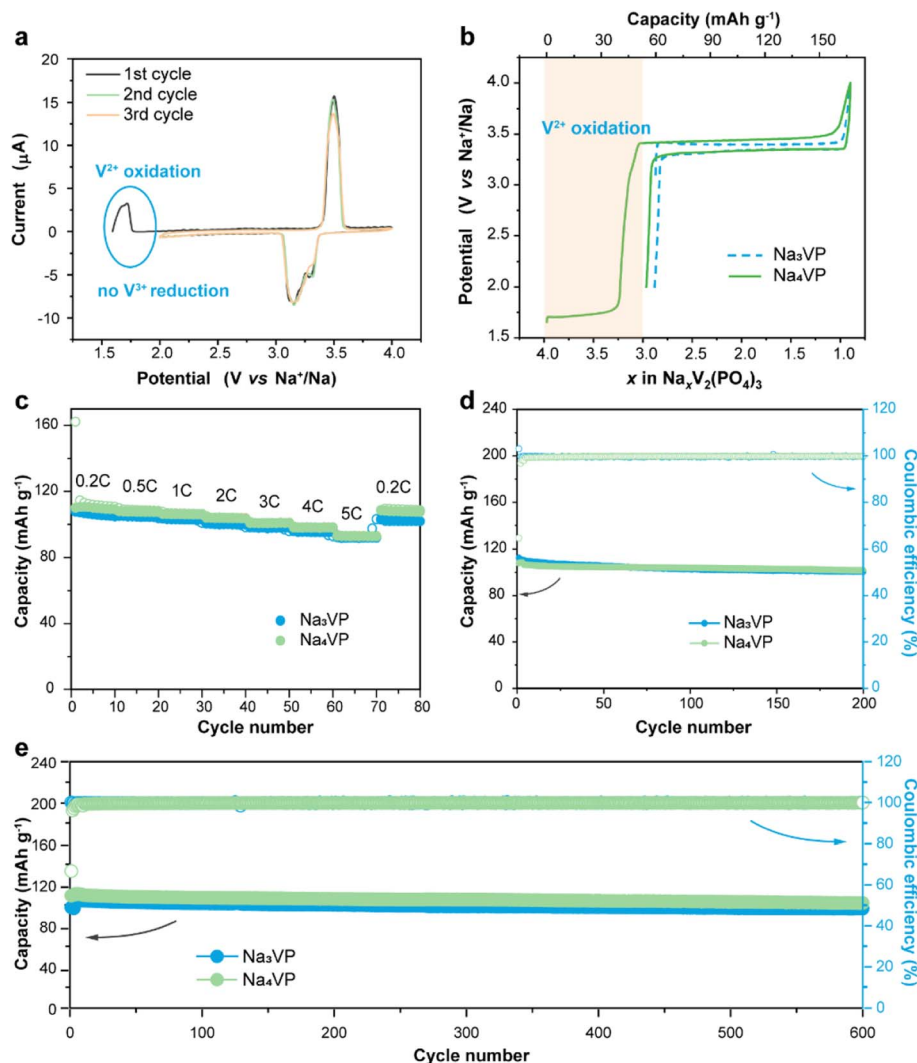 a
1st cycle
2nd cycle
3rd cycle
V²⁺ oxidation
no V³⁺ reduction
Current (μA)
20
15
10
5
0
-5
-10
1.5 2.0 2.5 3.0 3.5 4.0
Potential (V vs Na⁺/Na)
b
Capacity (mAh g⁻¹)
0 30 60 90 120 150
V²⁺ oxidation
Na₃VP
Na₄VP
Potential (V vs Na⁺/Na)
4.0
3.5
3.0
2.5
2.0
1.5
4.0 3.5 3.0 2.5 2.0 1.5 1.0
x in NaₓV₂(PO₄)₃
c
Capacity (mAh g⁻¹)
160
120
80
40
0
0.2C 0.5C 1C 2C 3C 4C 5C 0.2C
Na₃VP
Na₄VP
0 10 20 30 40 50 60 70 80
Cycle number
d
Capacity (mAh g⁻¹)
240
200
160
120
80
40
0
Na₃VP
Na₄VP
120
100
80
60
40
20
0
Coulombic efficiency (%)
0 50 100 150 200
Cycle number
e
Capacity (mAh g⁻¹)
240
200
160
120
80
40
0
Na₃VP
Na₄VP
120
100
80
60
40
20
0
Coulombic efficiency (%)
0 100 200 300 400 500 600
Cycle number